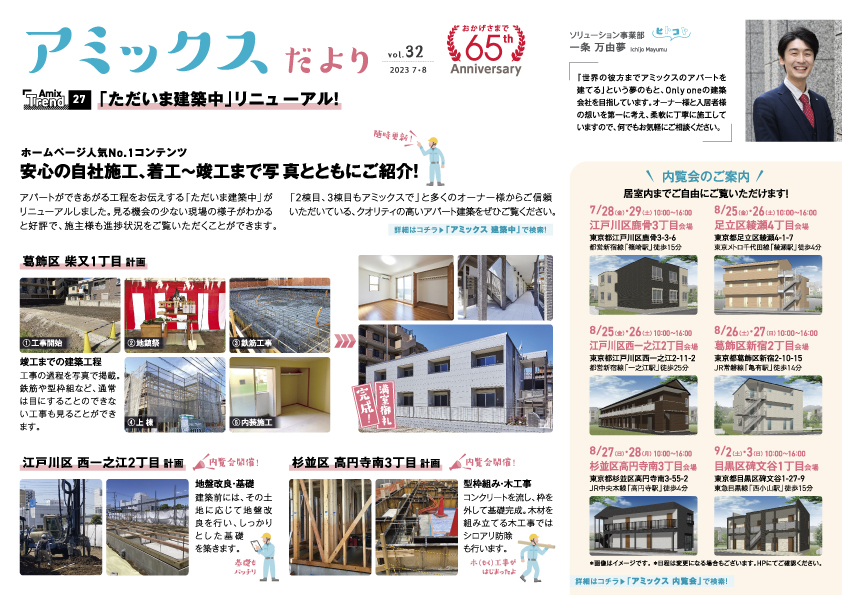 アミックスだより
vol.32
2023 7・8
おかげさまで
65th
Anniversary
ソリューション事業部
一条 万由夢 Ichijo Mayumu
ヒトコト
『世界の彼方までアミックスのアパートを
建てる』という夢のもと、Only oneの建築
会社を目指しています。オーナー様と入居者様
の想いを第一に考え、柔軟に丁寧に施工して
いますので、何でもお気軽にご相談ください。
Amix Trend 27 「ただいま建築中」リニューアル!
随時更新!
ホームページ人気No.1コンテンツ
安心の自社施工、着工〜竣工まで写真とともにご紹介!
アパートができあがる工程をお伝えする「ただいま建築中」が
リニューアルしました。見る機会の少ない現場の様子がわかる
と好評で、施主様も進捗状況をご覧いただくことができます。
「2棟目、3棟目もアミックスで」と多くのオーナー様からご信頼
いただいている、クオリティの高いアパート建築をぜひご覧ください。
詳細はコチラ▶「アミックス 建築中」で検索!
葛飾区 柴又1丁目 計画
①工事開始
②地鎮祭
③鉄筋工事
竣工までの建築工程
工事の過程を写真で掲載。
鉄筋や型枠組など、通常
は目にすることのできな
い工事も見ることができ
ます。
④上棟
⑤内装施工
完成!
満室御礼
江戸川区 西一之江2丁目 計画
内覧会開催!
地盤改良・基礎
建築前には、その土
地に応じて地盤改
良を行い、しっかり
とした基礎
を築きます。
基礎もバッチリ
杉並区 高円寺南3丁目 計画
内覧会開催!
型枠組み・木工事
コンクリートを流し、枠を
外して基礎完成。木材を
組み立てる木工事では
シロアリ防除
も行います。
木(もく)工事が
はじまったよ
内覧会のご案内
居室内までご自由にご覧いただけます!
7/28(金)・29(土)10:00〜16:00
江戸川区鹿骨3丁目会場
東京都江戸川区鹿骨3-3-6
都営新宿線「篠崎駅」徒歩15分
8/25(金)・26(土)10:00〜16:00
足立区綾瀬4丁目会場
東京都足立区綾瀬4-1-7
東京メトロ千代田線「綾瀬駅」徒歩4分
8/25(金)・26(土)10:00〜16:00
江戸川区西一之江2丁目会場
東京都江戸川区西一之江2-11-2
都営新宿線「一之江駅」徒歩25分
8/26(土)・27(日)10:00〜16:00
葛飾区新宿2丁目会場
東京都葛飾区新宿2-10-15
JR常磐線「亀有駅」徒歩14分
8/27(日)・28(月)10:00〜16:00
杉並区高円寺南3丁目会場
東京都杉並区高円寺南3-55-2
JR中央本線「高円寺駅」徒歩4分
9/2(土)・3(日)10:00〜16:00
目黒区碑文谷1丁目会場
東京都目黒区碑文谷1-27-9
東急目黒線「西小山駅」徒歩15分
*画像はイメージです。 *日程は変更になる場合もございます。HPにてご確認ください。
詳細はコチラ▶「アミックス 内覧会」で検索!